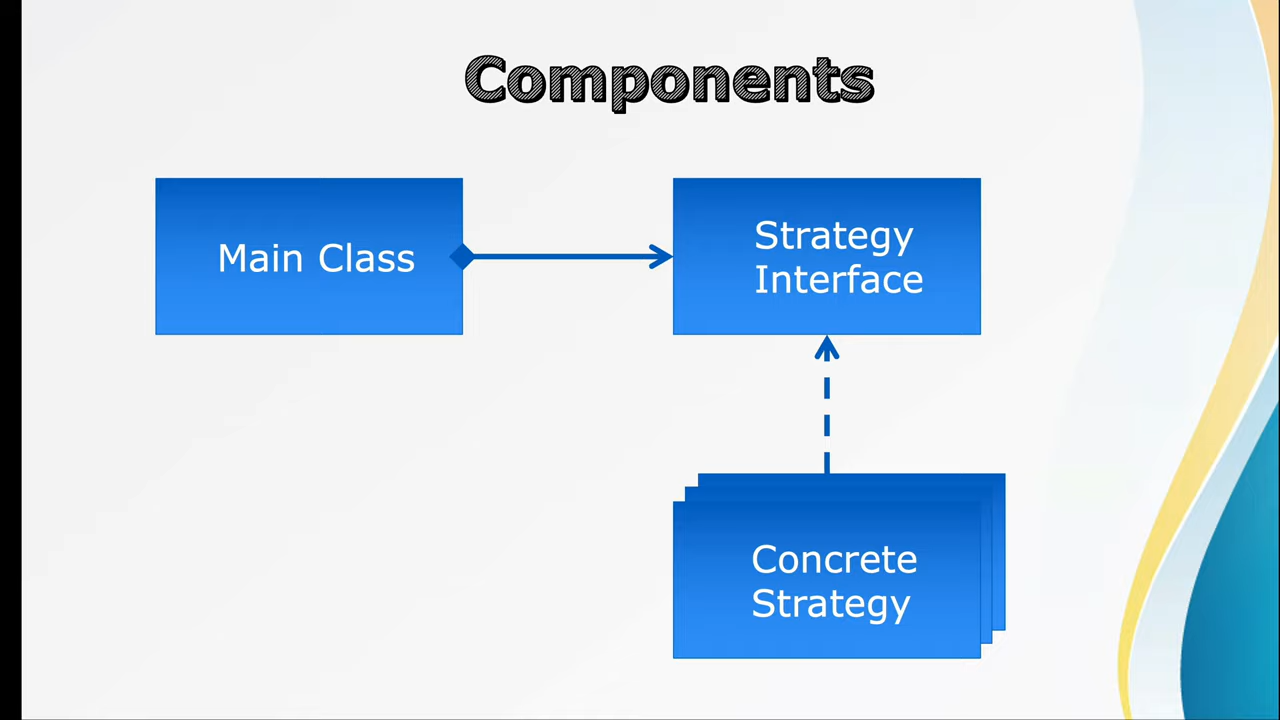 Components
Main Class
Strategy
Interface
Concrete
Strategy